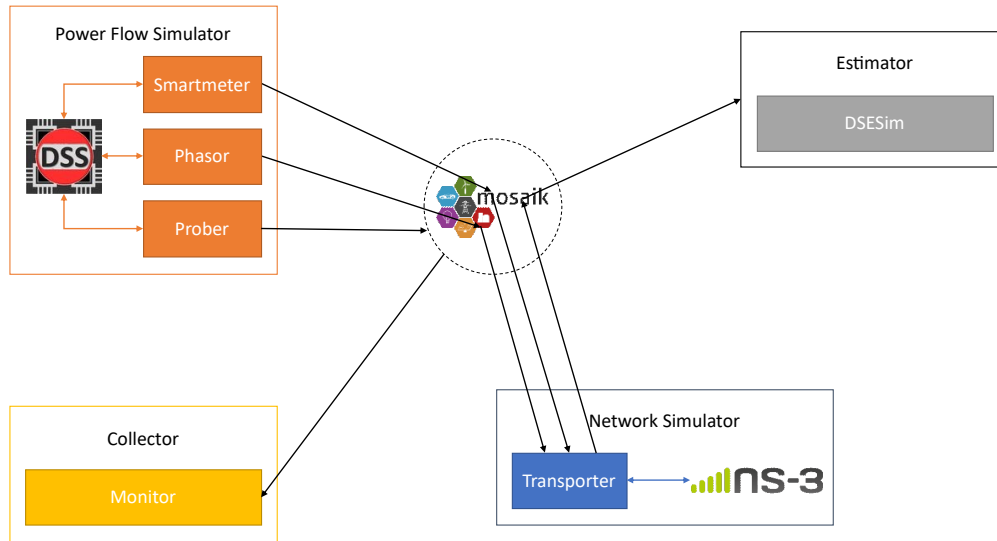 Power Flow Simulator
Smartmeter
DSS
Phasor
Prober
mosaik
Estimator
DSESim
Collector
Monitor
Network Simulator
Transporter
NS-3